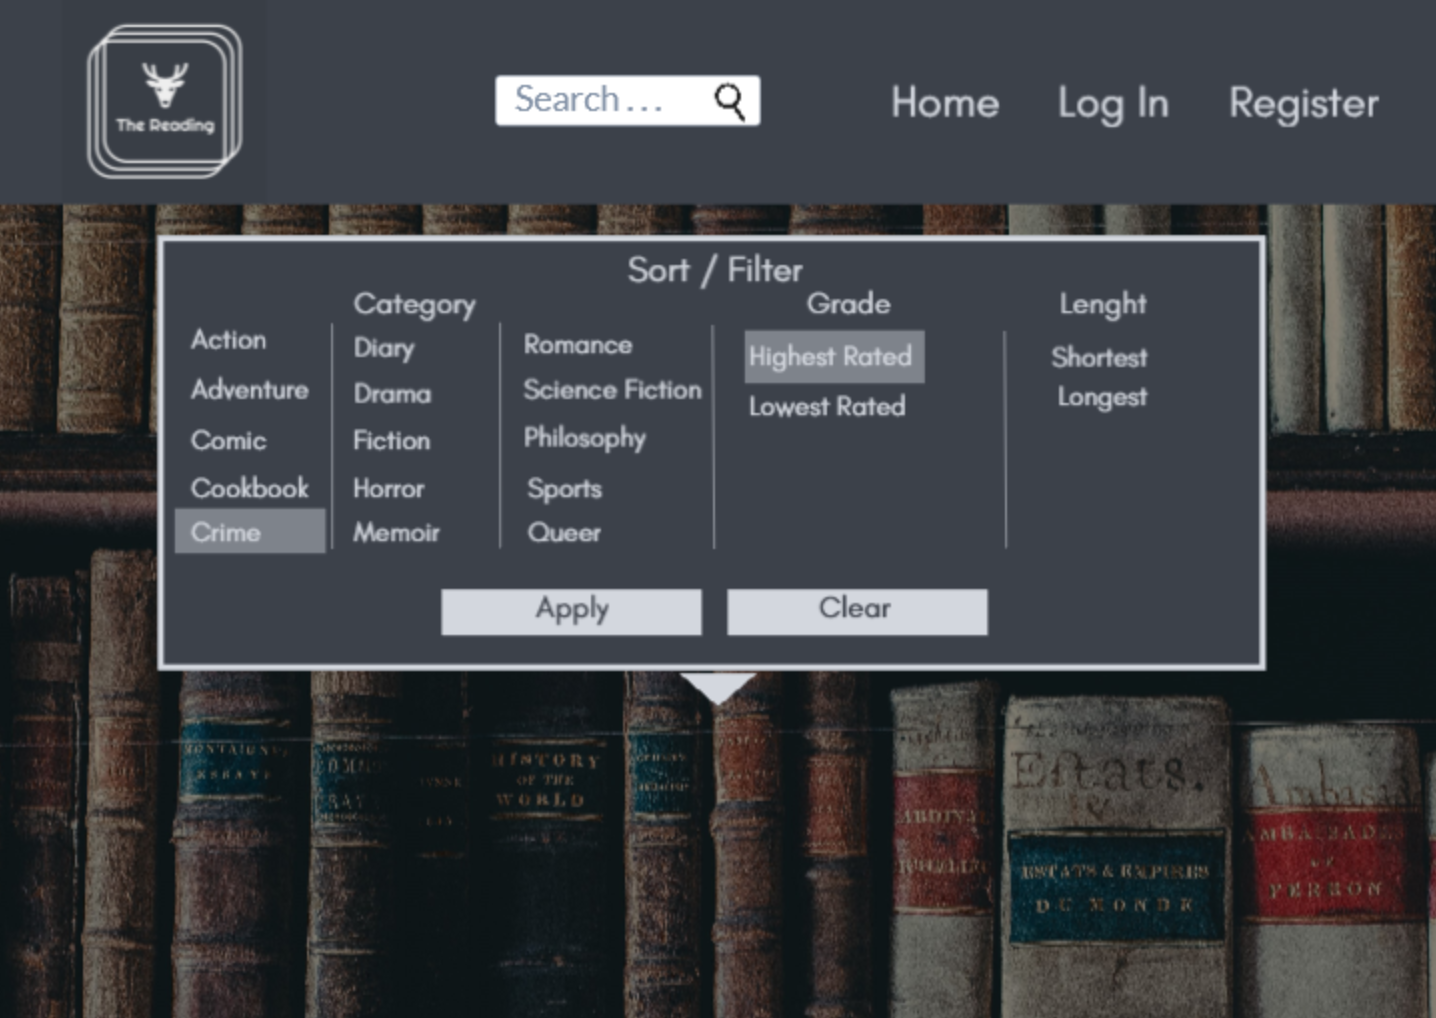 The Reading
Search...
Home
Log In
Register
Sort / Filter
Category
Action
Adventure
Comic
Cookbook
Crime
Diary
Drama
Fiction
Horror
Memoir
Romance
Science Fiction
Philosophy
Sports
Queer
Grade
Highest Rated
Lowest Rated
Lenght
Shortest
Longest
Apply
Clear
HISTORY
OF THE
WORLD
Eſtats.
ESTATS & EMPIRES
DU MONDE
PERRON